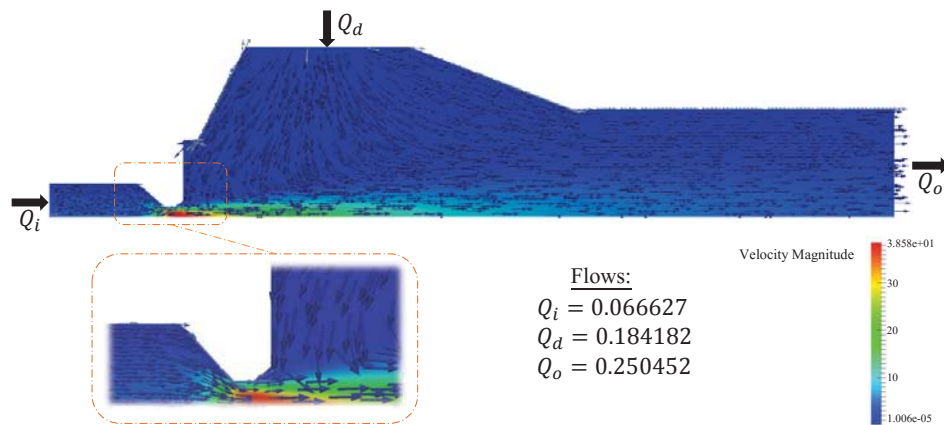 Q_d
Q_i
Q_o
Velocity Magnitude
3.858e+01
30
20
10
1.006e-05
Flows:
Q_i = 0.066627
Q_d = 0.184182
Q_o = 0.250452